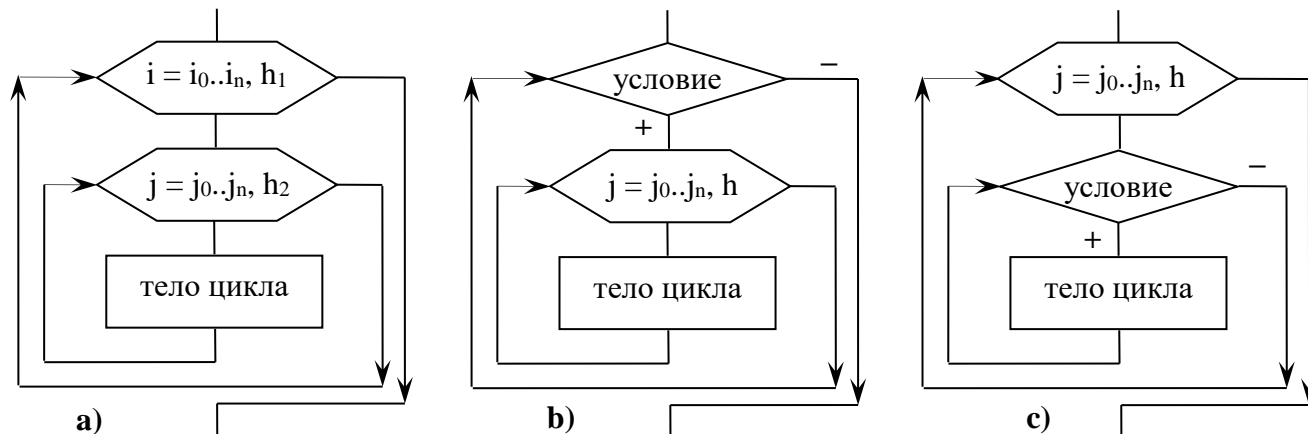 i = i₀..iₙ, h₁
j = j₀..jₙ, h₂
тело цикла
a)
условие
–
+
j = j₀..jₙ, h
тело цикла
b)
j = j₀..jₙ, h
условие
–
+
тело цикла
c)